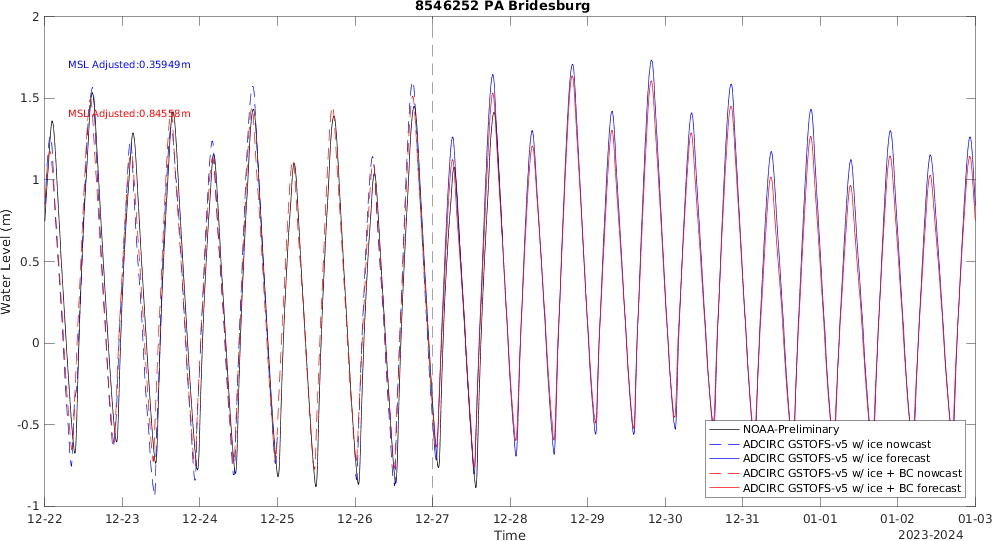 8546252 PA Bridesburg
MSL Adjusted:0.35949m
MSL Adjusted:0.84558m
Water Level (m)
2
1.5
1
0.5
0
-0.5
-1
NOAA-Preliminary
ADCIRC GSTOFS-v5 w/ ice nowcast
ADCIRC GSTOFS-v5 w/ ice forecast
ADCIRC GSTOFS-v5 w/ ice + BC nowcast
ADCIRC GSTOFS-v5 w/ ice + BC forecast
12-22 12-23 12-24 12-25 12-26 12-27 12-28 12-29 12-30 12-31 01-01 01-02 01-03
Time
2023-2024